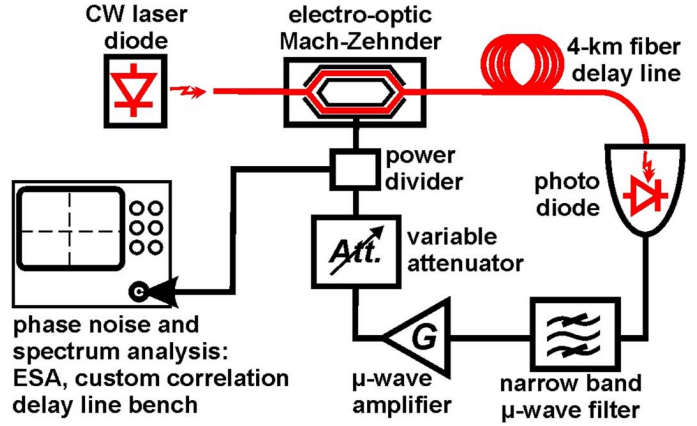 CW laser
diode
electro-optic
Mach-Zehnder
4-km fiber
delay line
power
divider
photo
diode
Att.
variable
attenuator
G
phase noise and
spectrum analysis:
ESA, custom correlation
delay line bench
μ-wave
amplifier
narrow band
μ-wave filter